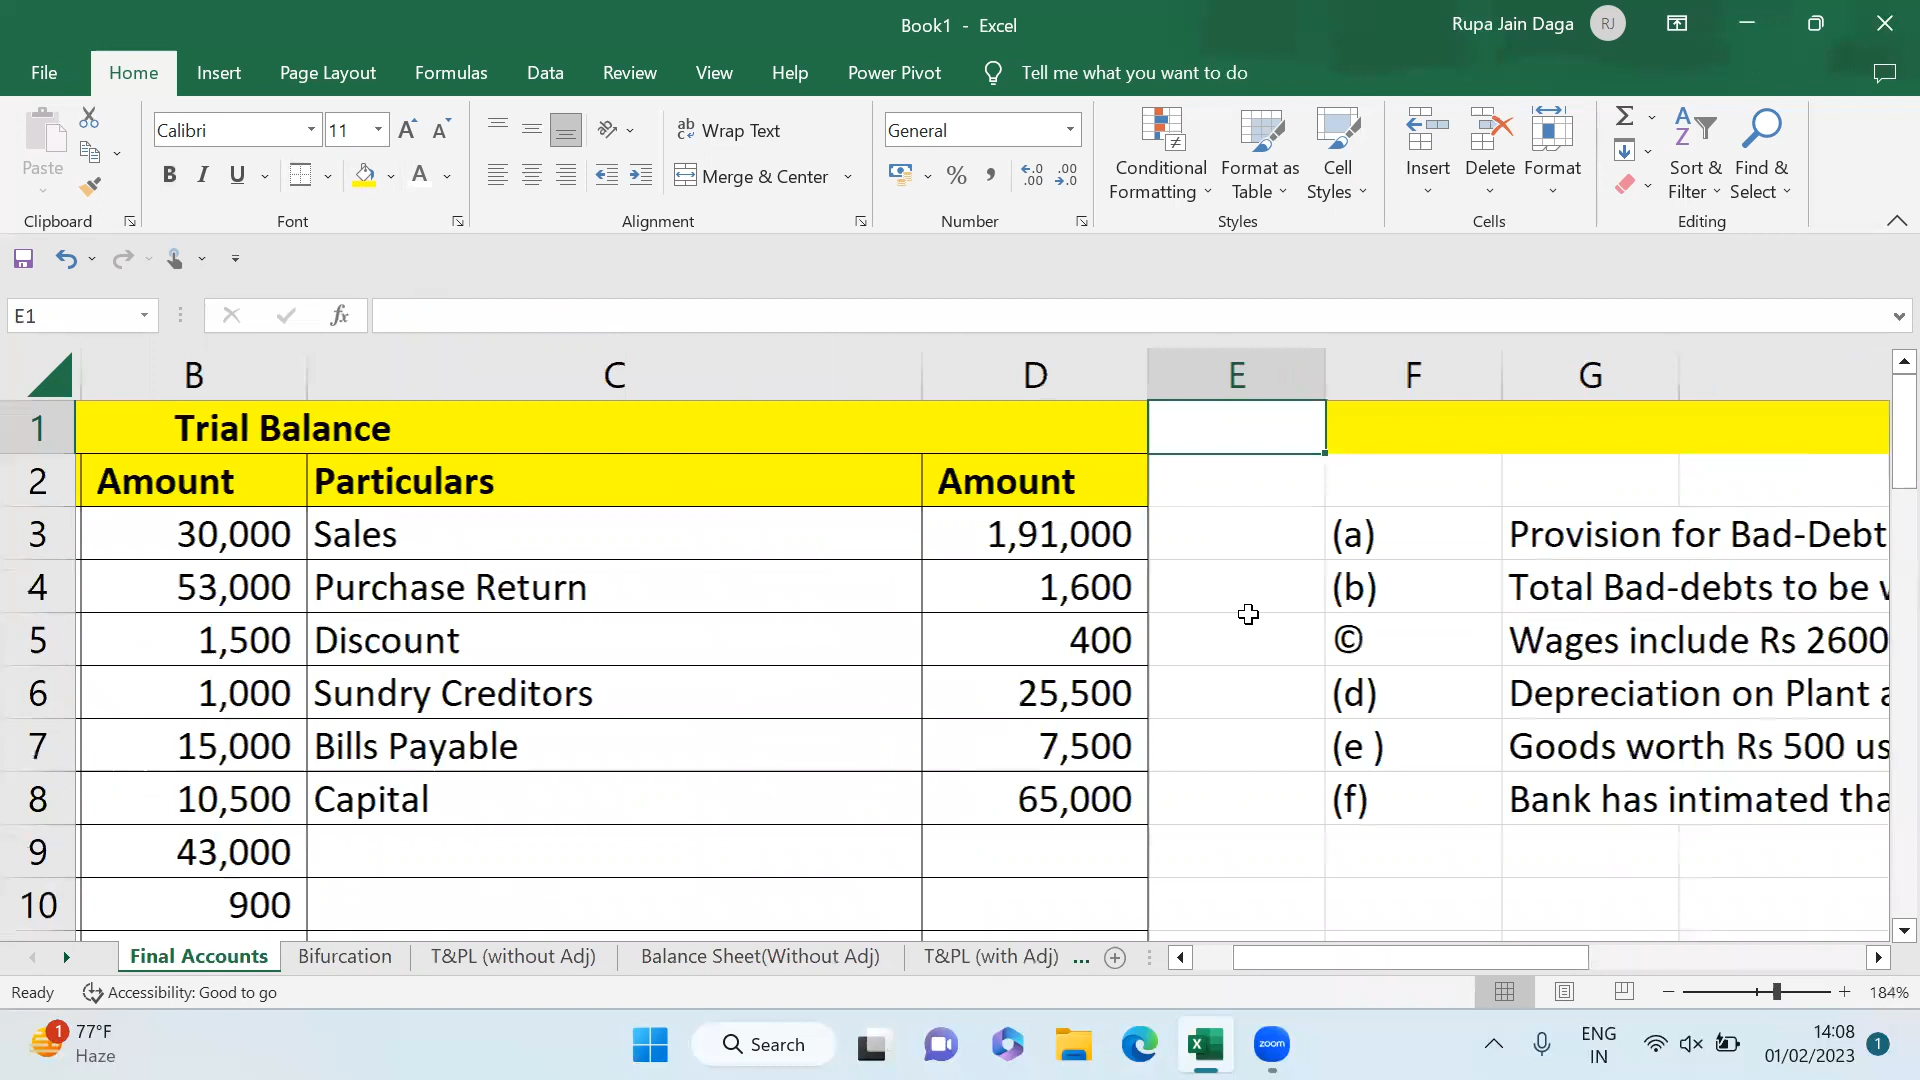 Book1 - Excel
Rupa Jain Daga
RJ
File
Home
Insert
Page Layout
Formulas
Data
Review
View
Help
Power Pivot
Tell me what you want to do
Paste
Clipboard
Calibri
11
B I U
Font
Wrap Text
Merge & Center
Alignment
General
Number
Conditional
Formatting
Format as
Table
Cell
Styles
Styles
Insert
Delete
Format
Cells
Sort &
Filter
Find &
Select
Editing
E1
fx
B C D E F G
1 Trial Balance
2 Amount Particulars Amount
3 30,000 Sales 1,91,000 (a) Provision for Bad-Debt
4 53,000 Purchase Return 1,600 (b) Total Bad-debts to be
5 1,500 Discount 400 © Wages include Rs 2600
6 1,000 Sundry Creditors 25,500 (d) Depreciation on Plant
7 15,000 Bills Payable 7,500 (e ) Goods worth Rs 500 us
8 10,500 Capital 65,000 (f) Bank has intimated tha
9 43,000
10 900
Final Accounts
Bifurcation
T&PL (without Adj)
Balance Sheet(Without Adj)
T&PL (with Adj)
...
Ready
Accessibility: Good to go
184%
1
77°F
Haze
Search
zoom
ENG
IN
14:08
01/02/2023
1